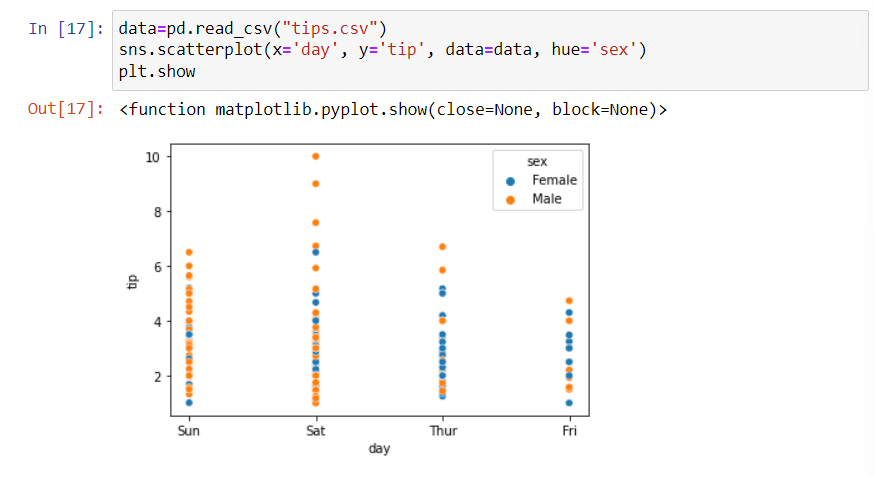 In [17]: data=pd.read_csv("tips.csv")
sns.scatterplot(x='day', y='tip', data=data, hue='sex')
plt.show
Out[17]: <function matplotlib.pyplot.show(close=None, block=None)>
sex
Female
Male
10
8
6
4
2
tip
Sun Sat Thur Fri
day